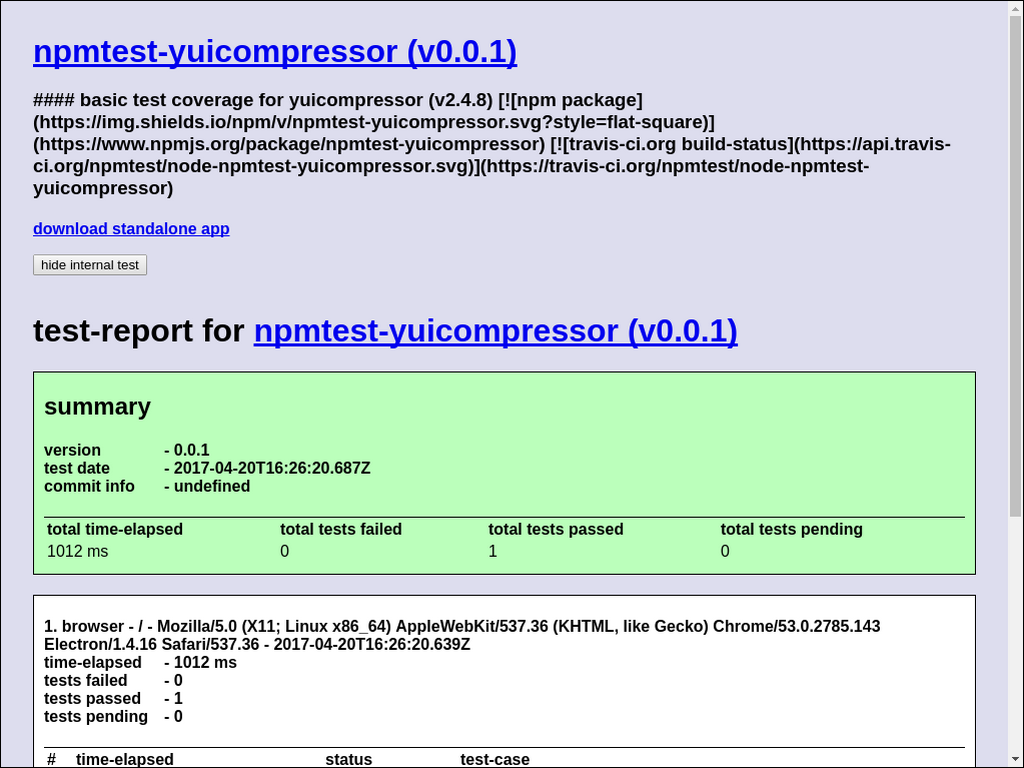 npmtest-yuicompressor (v0.0.1)
#### basic test coverage for yuicompressor (v2.4.8) [![npm package]
(https://img.shields.io/npm/v/npmtest-yuicompressor.svg?style=flat-square)]
(https://www.npmjs.org/package/npmtest-yuicompressor) [![travis-ci.org build-status](https://api.travis-
ci.org/npmtest/node-npmtest-yuicompressor.svg)](https://travis-ci.org/npmtest/node-npmtest-
yuicompressor)
download standalone app
hide internal test
test-report for npmtest-yuicompressor (v0.0.1)
summary
version - 0.0.1
test date - 2017-04-20T16:26:20.687Z
commit info - undefined
total time-elapsed total tests failed total tests passed total tests pending
1012 ms 0 1 0
1. browser - / - Mozilla/5.0 (X11; Linux x86_64) AppleWebKit/537.36 (KHTML, like Gecko) Chrome/53.0.2785.143
Electron/1.4.16 Safari/537.36 - 2017-04-20T16:26:20.639Z
time-elapsed - 1012 ms
tests failed - 0
tests passed - 1
tests pending - 0
# time-elapsed status test-case